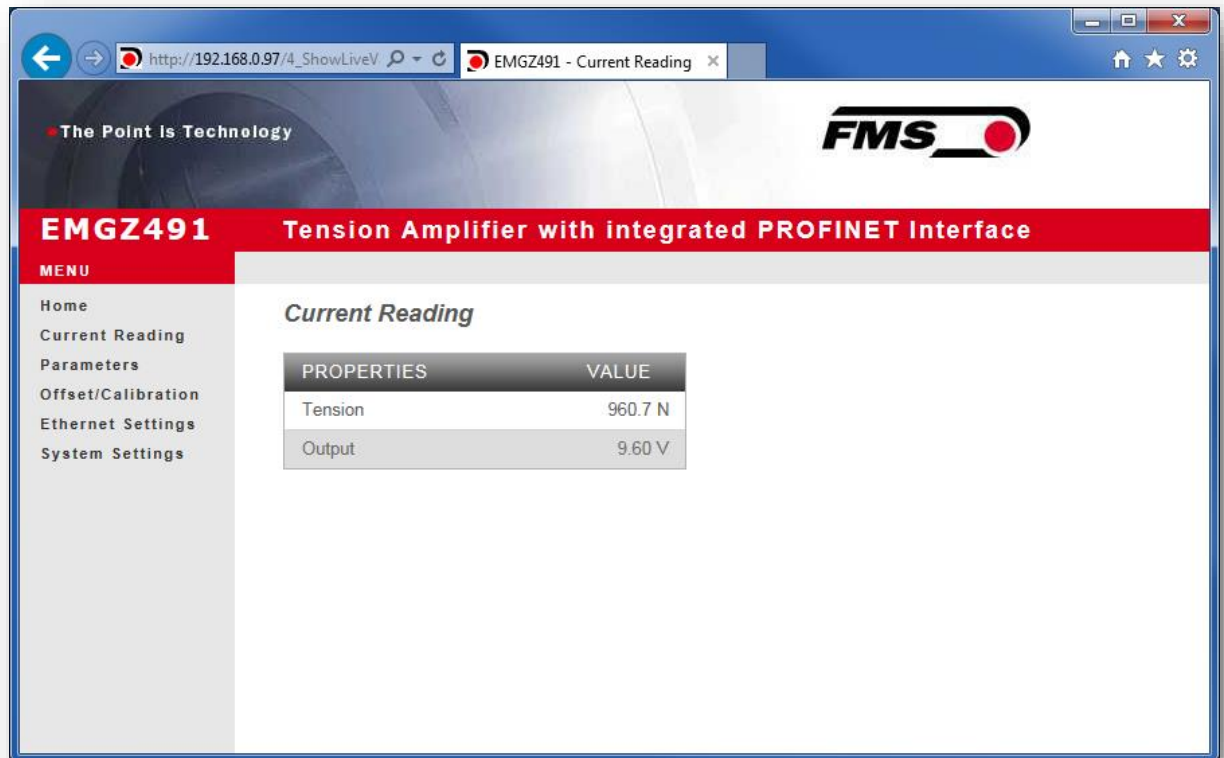 http://192.168.0.97/4_ShowLiveV
EMGZ491 - Current Reading
The Point is Technology
FMS
EMGZ491
Tension Amplifier with integrated PROFINET Interface
MENU
Home
Current Reading
Parameters
Offset/Calibration
Ethernet Settings
System Settings
Current Reading
PROPERTIES VALUE
Tension 960.7 N
Output 9.60 V